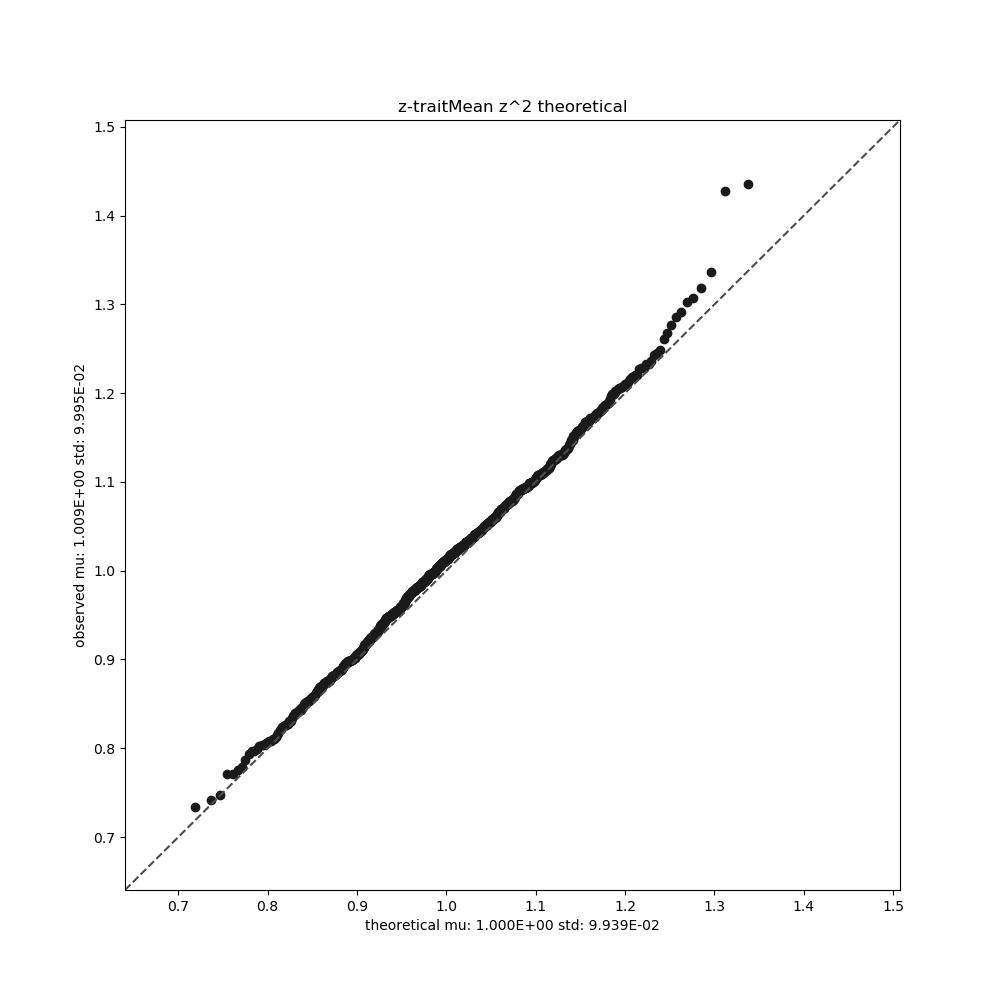 z-traitMean z^2 theoretical
1.5
1.4
1.3
1.2
1.1
1.0
0.9
0.8
0.7
observed mu: 1.009E+00 std: 9.995E-02
0.7 0.8 0.9 1.0 1.1 1.2 1.3 1.4 1.5
theoretical mu: 1.000E+00 std: 9.939E-02